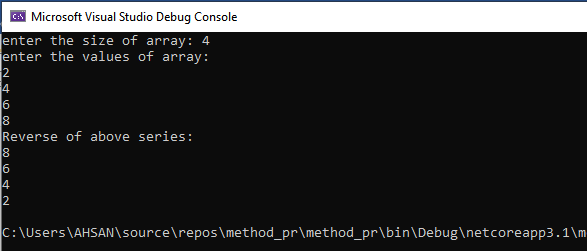 Microsoft Visual Studio Debug Console
enter the size of array: 4
enter the values of array:
2
4
6
8
Reverse of above series:
8
6
4
2
C:\Users\AHSAN\source\repos\method_pr\method_pr\bin\Debug\netcoreapp3.1\m